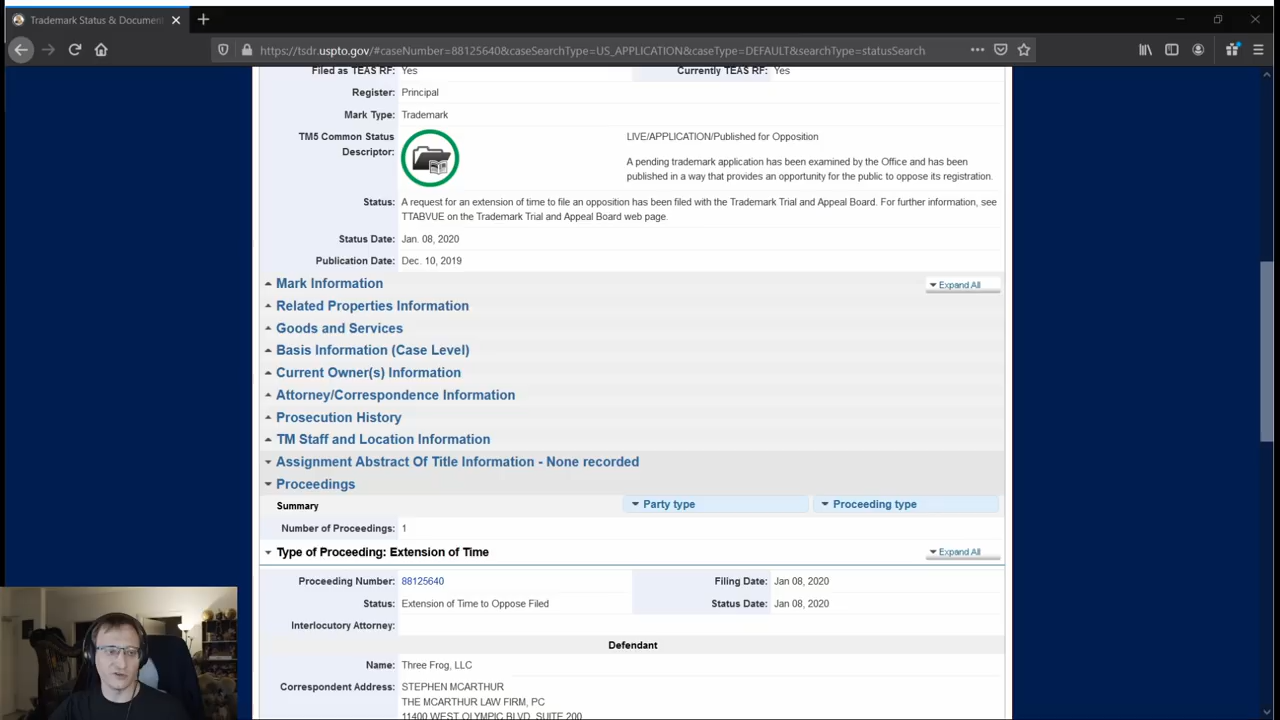 Trademark Status & Documen
https://tsdr.uspto.gov/#caseNumber=88125640&caseSearchType=US_APPLICATION&caseType=DEFAULT&searchType=statusSearch
Filed as TEAS RF: Yes Currently TEAS RF: Yes
Register: Principal
Mark Type: Trademark
TM5 Common Status Descriptor:
LIVE/APPLICATION/Published for Opposition
A pending trademark application has been examined by the Office and has been
published in a way that provides an opportunity for the public to oppose its registration.
Status: A request for an extension of time to file an opposition has been filed with the Trademark Trial and Appeal Board. For further information, see
TTABVUE on the Trademark Trial and Appeal Board web page.
Status Date: Jan. 08, 2020
Publication Date: Dec. 10, 2019
Mark Information Expand All
Related Properties Information
Goods and Services
Basis Information (Case Level)
Current Owner(s) Information
Attorney/Correspondence Information
Prosecution History
TM Staff and Location Information
Assignment Abstract Of Title Information - None recorded
Proceedings
Summary Party type Proceeding type
Number of Proceedings: 1
Type of Proceeding: Extension of Time Expand All
Proceeding Number: 88125640 Filing Date: Jan 08, 2020
Status: Extension of Time to Oppose Filed Status Date: Jan 08, 2020
Interlocutory Attorney:
Defendant
Name: Three Frog, LLC
Correspondent Address: STEPHEN MCARTHUR
THE MCARTHUR LAW FIRM, PC
11400 WEST OLYMPIC BLVD, SUITE 200